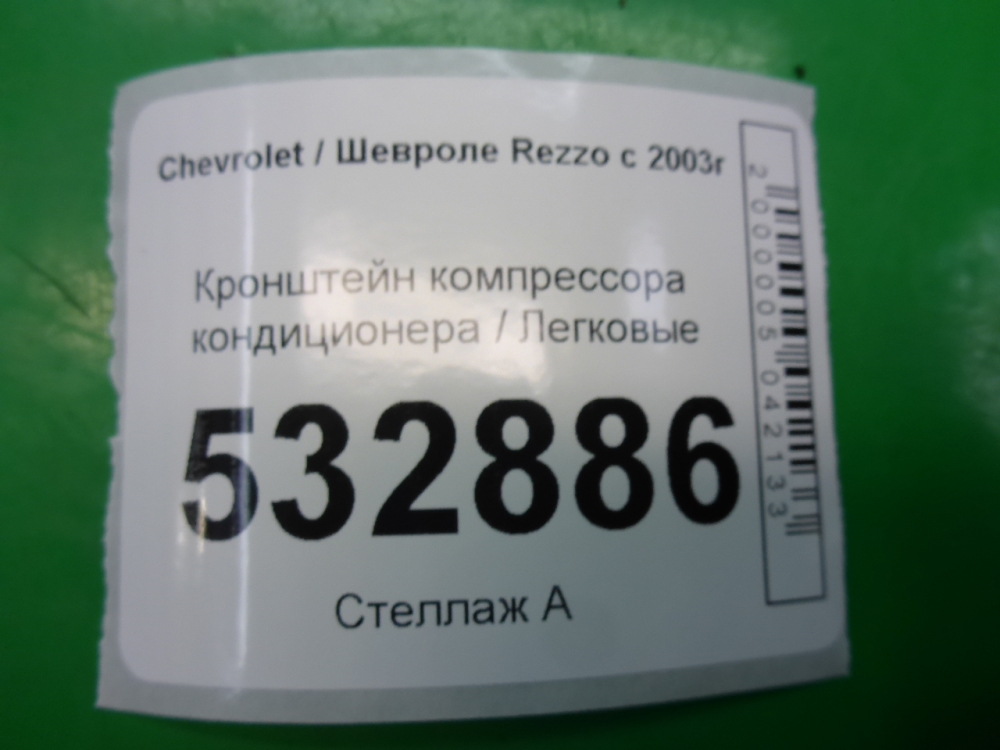 Chevrolet / Шевроле Rezzo с 2003г
Кронштейн компрессора
кондиционера / Легковые
532886
Стеллаж А
2000005042133